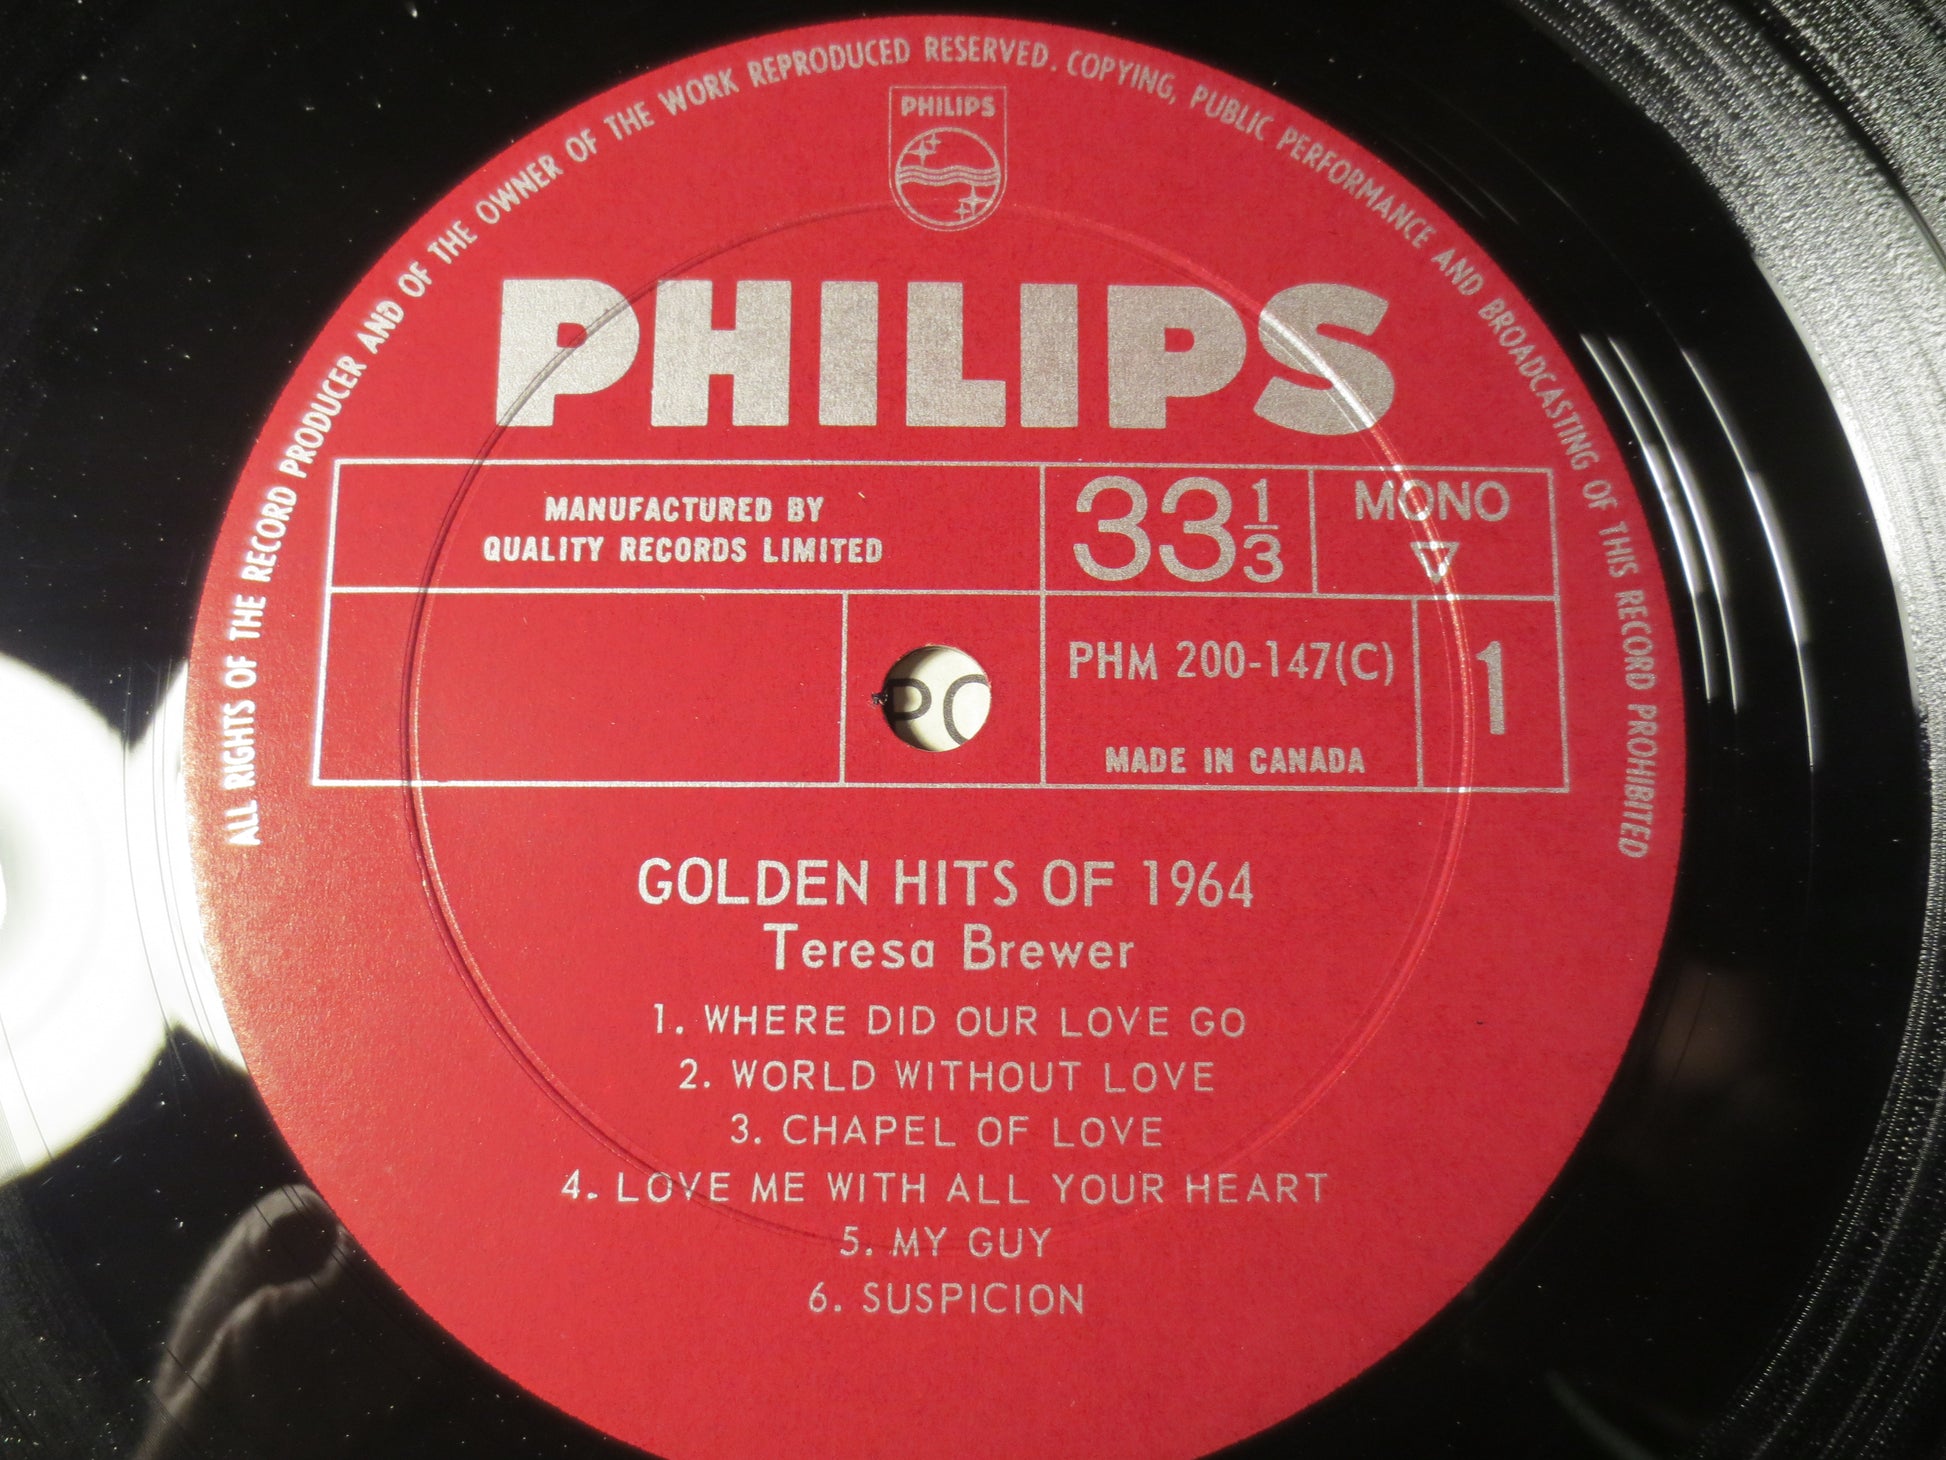 ALL RIGHTS OF THE RECORD PRODUCER AND OF THE OWNER OF THE WORK REPRODUCED RESERVED. COPYING, PUBLIC PERFORMANCE AND BROADCASTING OF THIS RECORD PROHIBITED
PHILIPS
PHILIPS
MANUFACTURED BY
QUALITY RECORDS LIMITED
33 1/3
MONO
PHM 200-147(C)
1
MADE IN CANADA
PO
GOLDEN HITS OF 1964
Teresa Brewer
1. WHERE DID OUR LOVE GO
2. WORLD WITHOUT LOVE
3. CHAPEL OF LOVE
4. LOVE ME WITH ALL YOUR HEART
5. MY GUY
6. SUSPICION